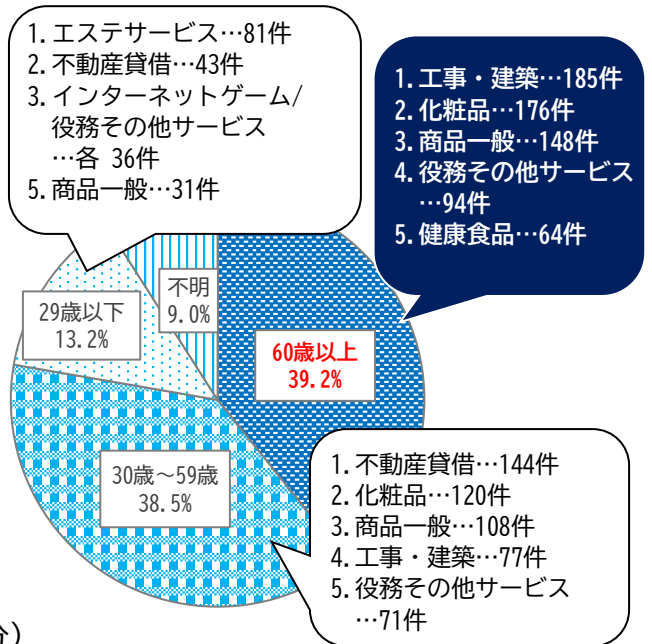 1.エステサービス…81件
2.不動産貸借…43件
3.インターネットゲーム/
役務その他サービス
…各 36件
5.商品一般…31件
1.工事・建築…185件
2.化粧品…176件
3.商品一般…148件
4.役務その他サービス
…94件
5.健康食品…64件
不明
9.0%
29歳以下
13.2%
60歳以上
39.2%
30歳～59歳
38.5%
1.不動産貸借…144件
2.化粧品…120件
3.商品一般…108件
4.工事・建築…77件
5.役務その他サービス
…71件